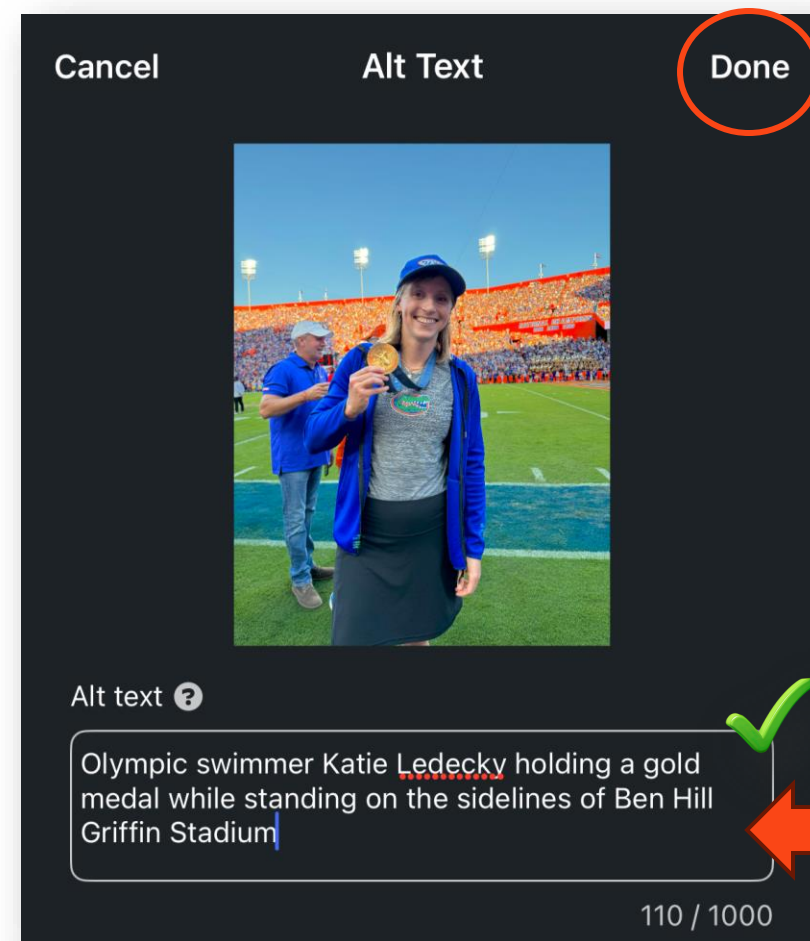 Cancel Alt Text Done
Alt text ?
Olympic swimmer Katie Ledecky holding a gold
medal while standing on the sidelines of Ben Hill
Griffin Stadium
110 / 1000